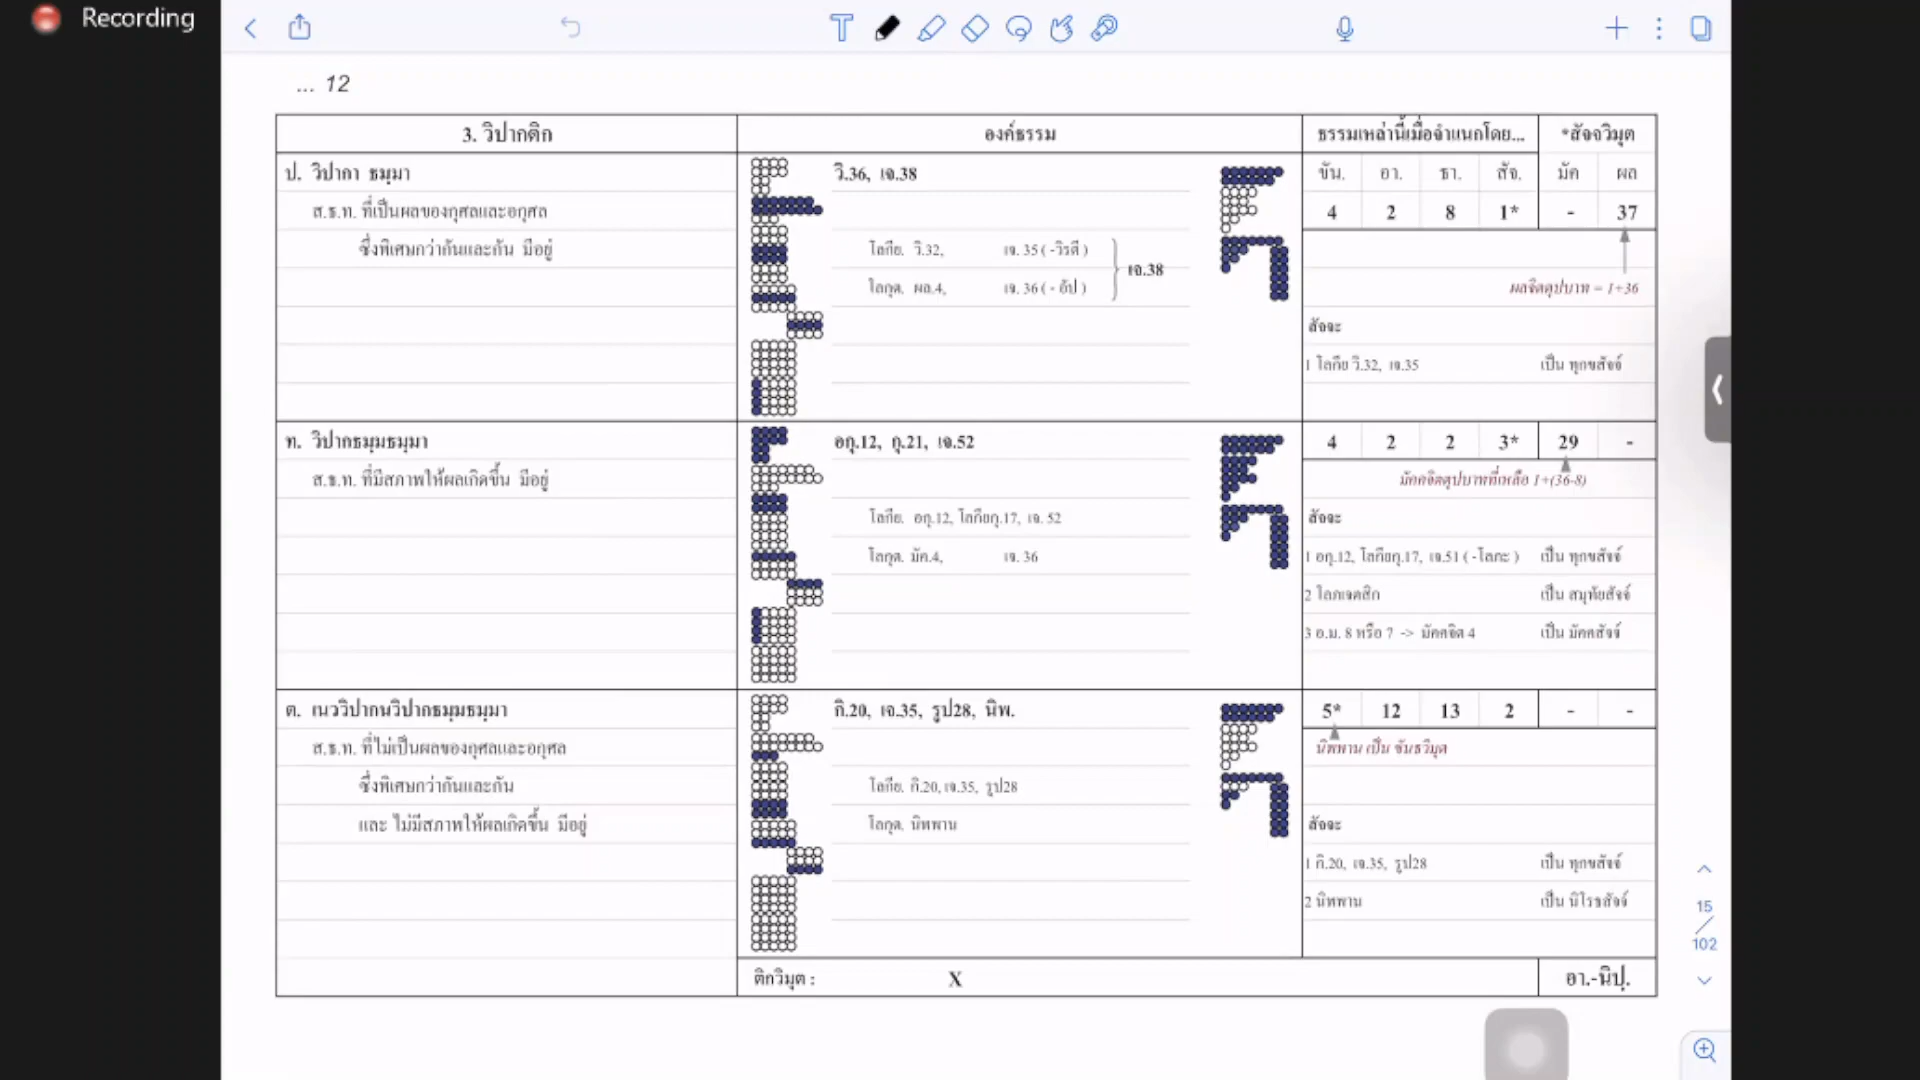 Recording
... 12
3. วิปากติก
องค์ธรรม
ธรรมเหล่านี้เมื่อจำแนกโดย...
*สัจจวิมุต
ป. วิปากา ธมฺมา
ส.ธ.ท. ที่เป็นผลของกุศลและอกุศล
ซึ่งพิเศษกว่ากันและกัน มีอยู่
วิ.36, เจ.38
โลกีย. วิ.32, เจ. 35 ( -วิรตี )
โลกุต. ผล.4, เจ. 36 ( - อัป )
เจ.38
ขัน. อา. ธา. สัจ. มัค ผล
4 2 8 1* - 37
ผลจิตตุปบาท = 1+36
สัจจะ
1 โลกีย วิ.32, เจ.35 เป็น ทุกขสัจจ์
ท. วิปากธมฺมธมฺมา
ส.ธ.ท. ที่มีสภาพให้ผลเกิดขึ้น มีอยู่
อกุ.12, กุ.21, เจ.52
โลกีย. อกุ.12, โลกียกุ.17, เจ. 52
โลกุต. มัค.4, เจ. 36
4 2 2 3* 29 -
มัคคจิตตุปบาทที่เหลือ 1+(36-8)
สัจจะ
1 อกุ.12, โลกียกุ.17, เจ.51 ( -โลภะ ) เป็น ทุกขสัจจ์
2 โลภเจตสิก เป็น สมุทัยสัจจ์
3 อ.ม. 8 หรือ 7 -> มัคคจิต 4 เป็น มัคคสัจจ์
ต. เนววิปากนวิปากธมฺมธมฺมา
ส.ธ.ท. ที่ไม่เป็นผลของกุศลและอกุศล
ซึ่งพิเศษกว่ากันและกัน
และ ไม่มีสภาพให้ผลเกิดขึ้น มีอยู่
กิ.20, เจ.35, รูป28, นิพ.
โลกีย. กิ.20, เจ.35, รูป28
โลกุต. นิพพาน
5* 12 13 2 - -
นิพพาน เป็น ขันธวิมุต
สัจจะ
1 กิ.20, เจ.35, รูป28 เป็น ทุกขสัจจ์
2 นิพพาน เป็น นิโรธสัจจ์
ติกวิมุต : X
อา.-นิปฺ.
15
102